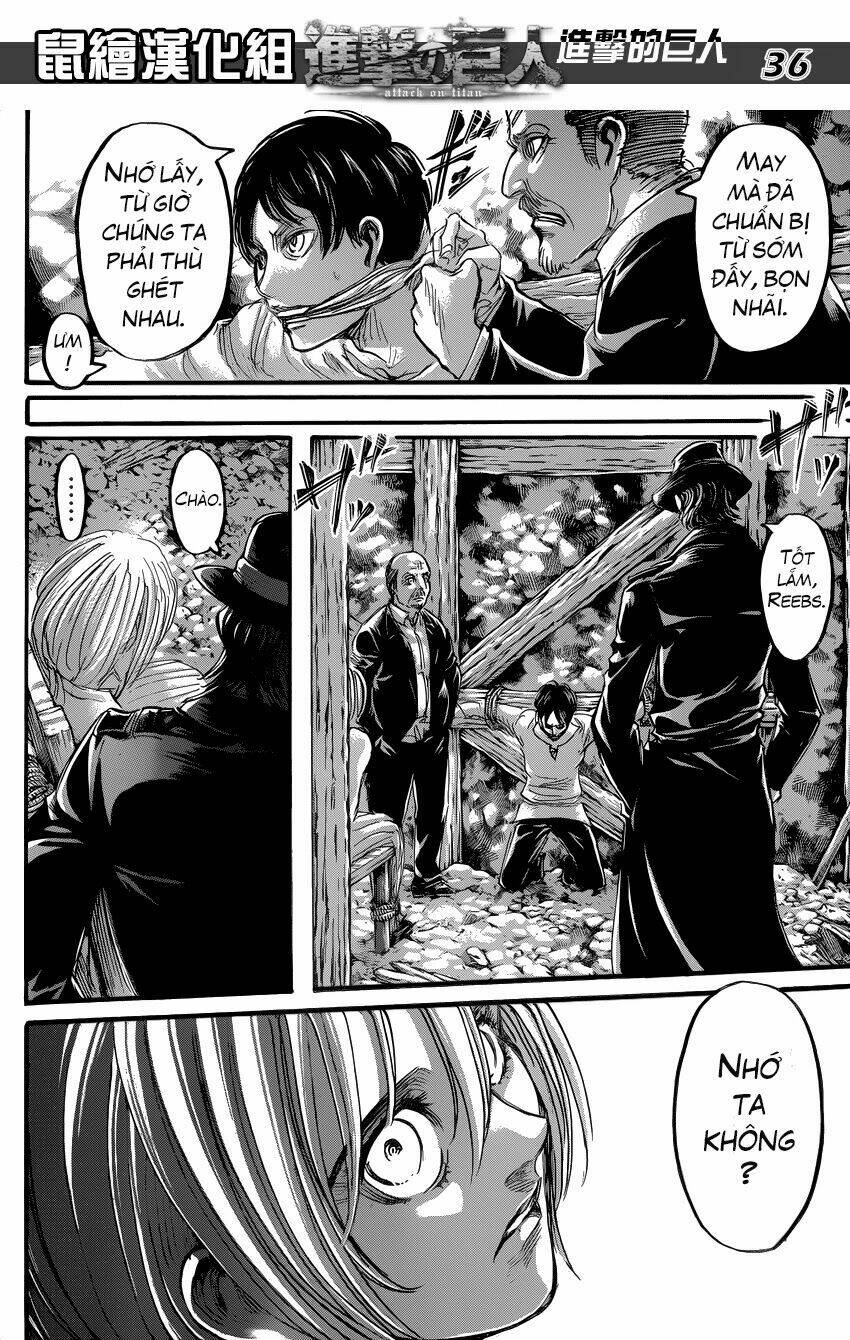 鼠繪漢化組
進撃の巨人
attack on titan
進擊的巨人
36
MAY
MÀ ĐÃ
CHUẨN BỊ
TỪ SỚM
ĐẤY, BỌN
NHÃI.
NHỚ LẤY,
TỪ GIỜ
CHÚNG TA
PHẢI THÙ
GHÉT
NHAU.
ƯM
!
TỐT
LẮM,
REEBS.
CHÀO.
......
NHỚ
TA
KHÔNG
?